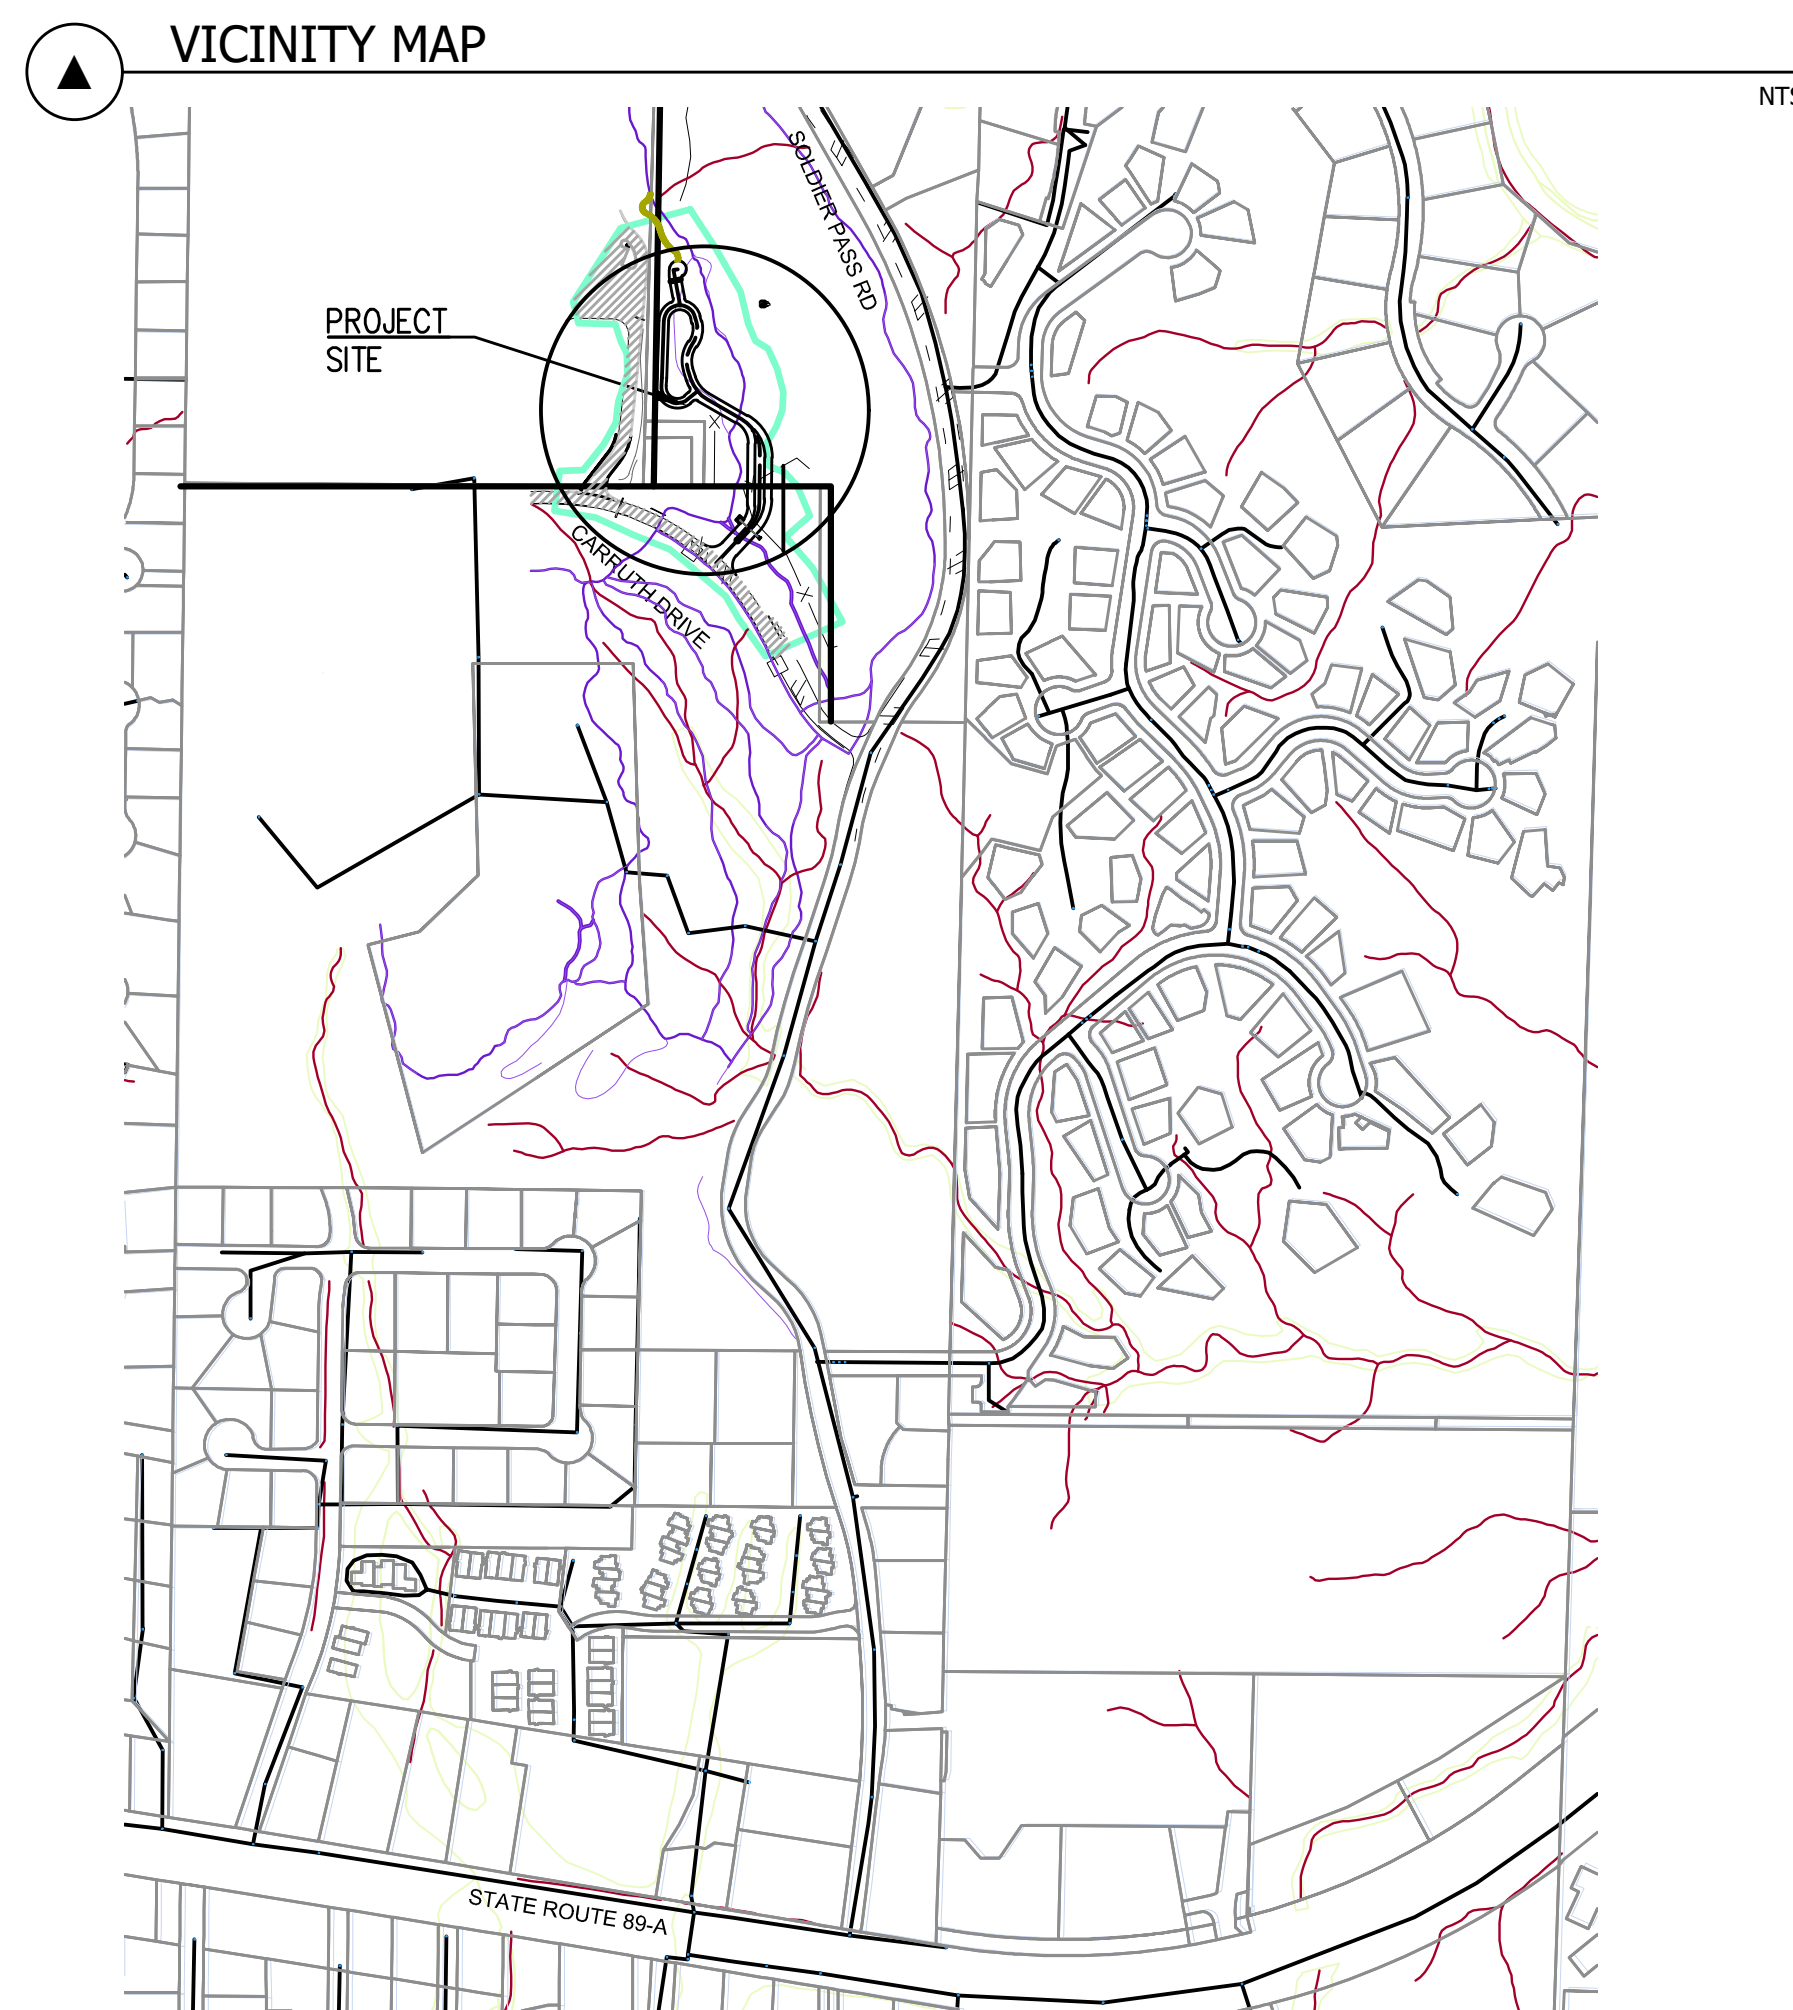 VICINITY MAP
NTS
SOLDIER PASS RD
PROJECT
SITE
CARRUTH DRIVE
STATE ROUTE 89-A